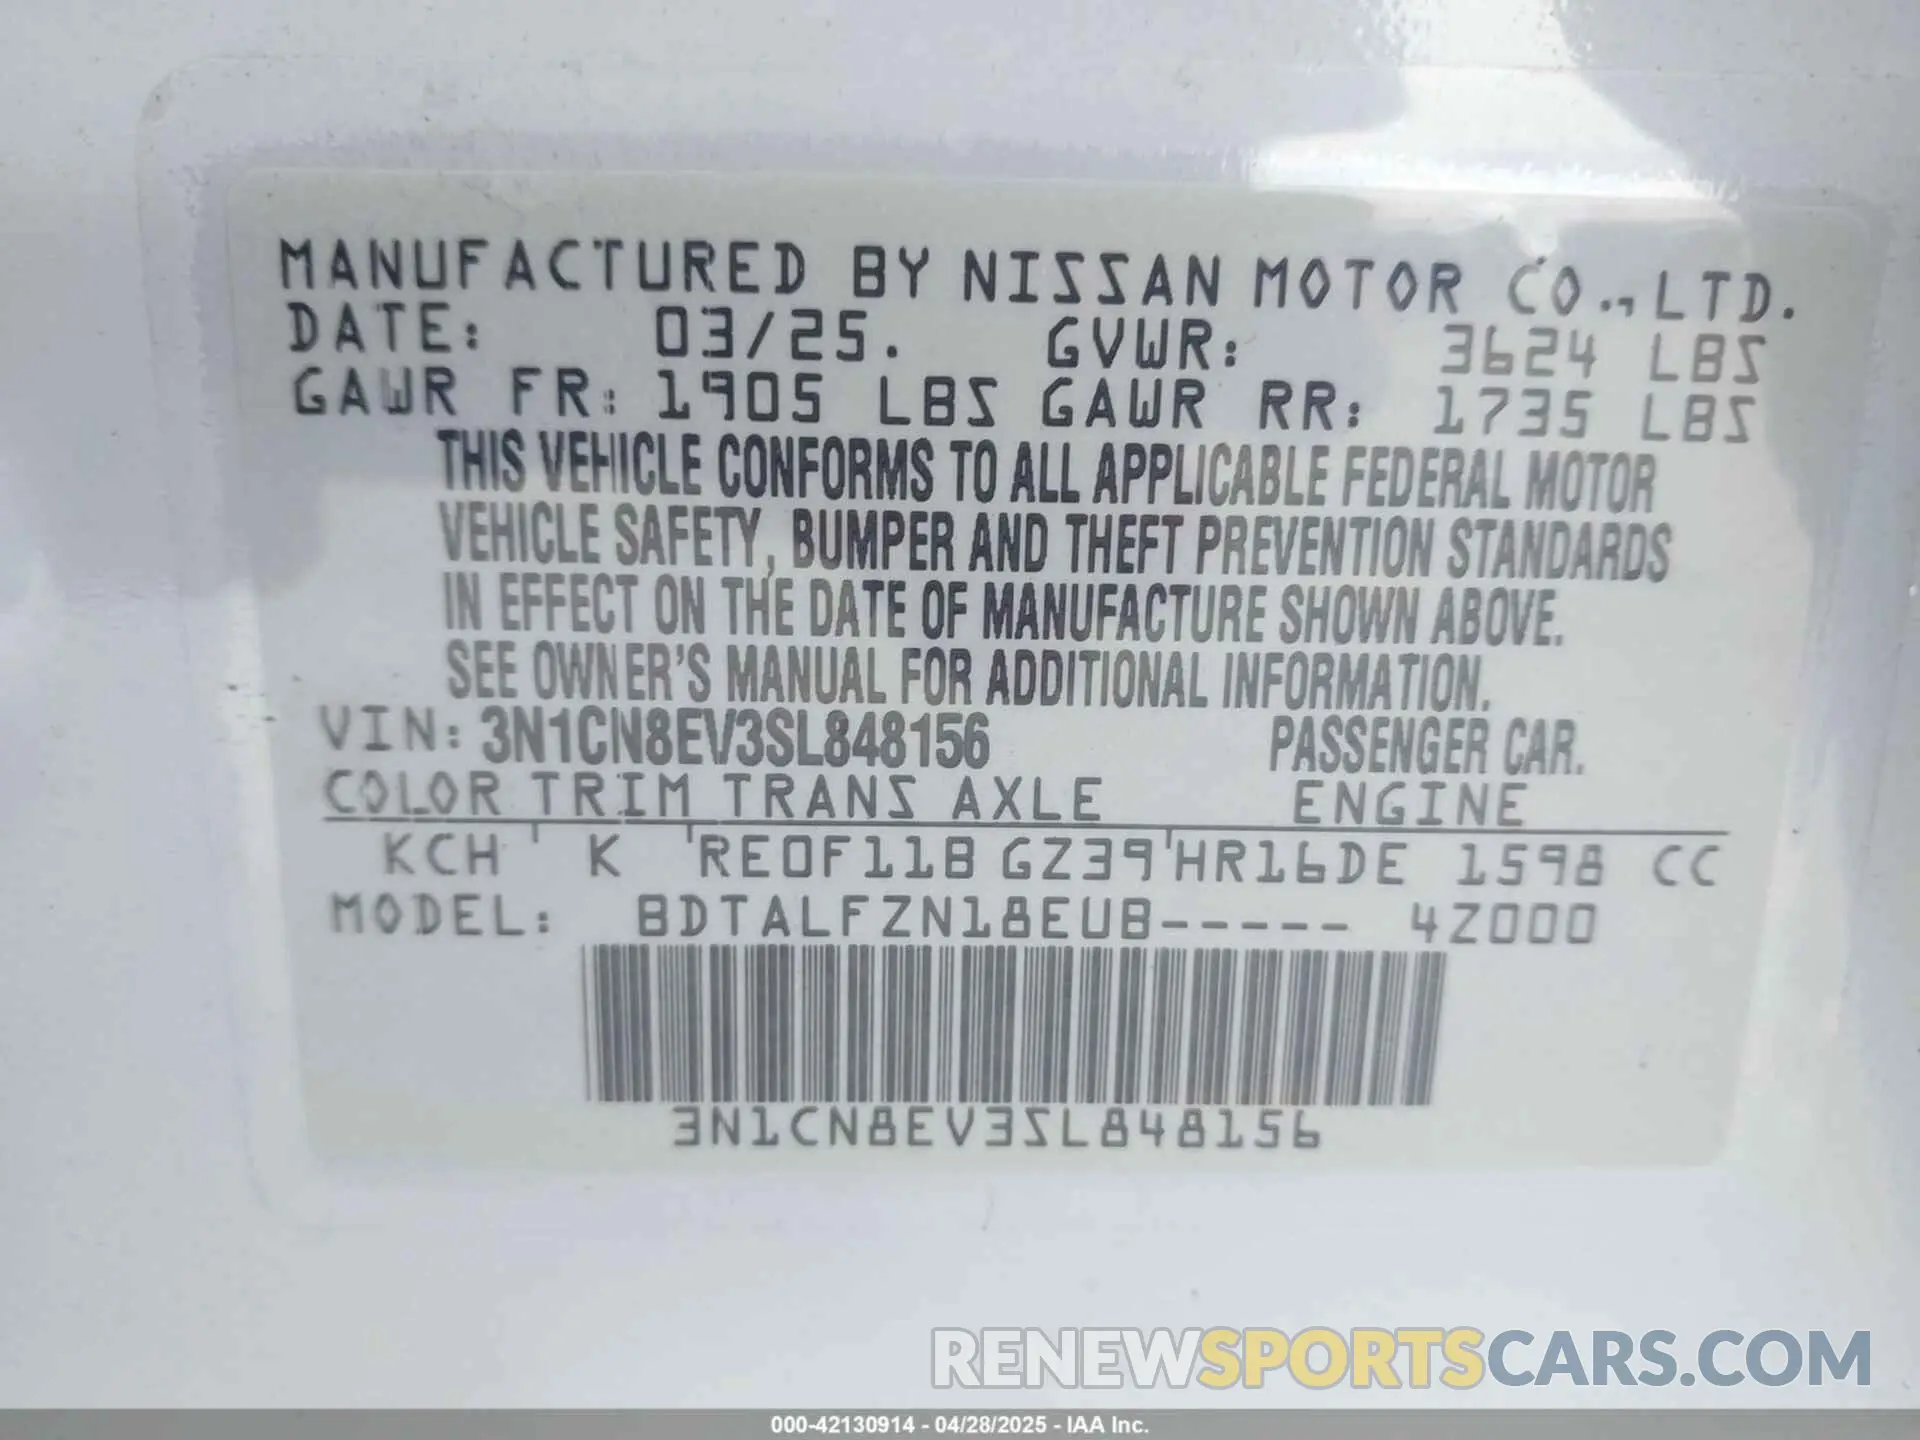 MANUFACTURED BY NISSAN MOTOR CO., LTD.
DATE: 03/25. GVWR: 3624 LBS
GAWR FR: 1905 LBS GAWR RR: 1735 LBS
THIS VEHICLE CONFORMS TO ALL APPLICABLE FEDERAL MOTOR
VEHICLE SAFETY, BUMPER AND THEFT PREVENTION STANDARDS
IN EFFECT ON THE DATE OF MANUFACTURE SHOWN ABOVE.
SEE OWNER'S MANUAL FOR ADDITIONAL INFORMATION.
VIN: 3N1CN8EV3SL848156 PASSENGER CAR.
COLOR TRIM TRANS AXLE ENGINE
KCH K RE0F11B GZ39 HR16DE 1598 CC
MODEL: BDTALFZN18EUB----- 4Z000
3N1CN8EV3SL848156
RENEWSPORTSCARS.COM
000-42130914 - 04/28/2025 - IAA Inc.